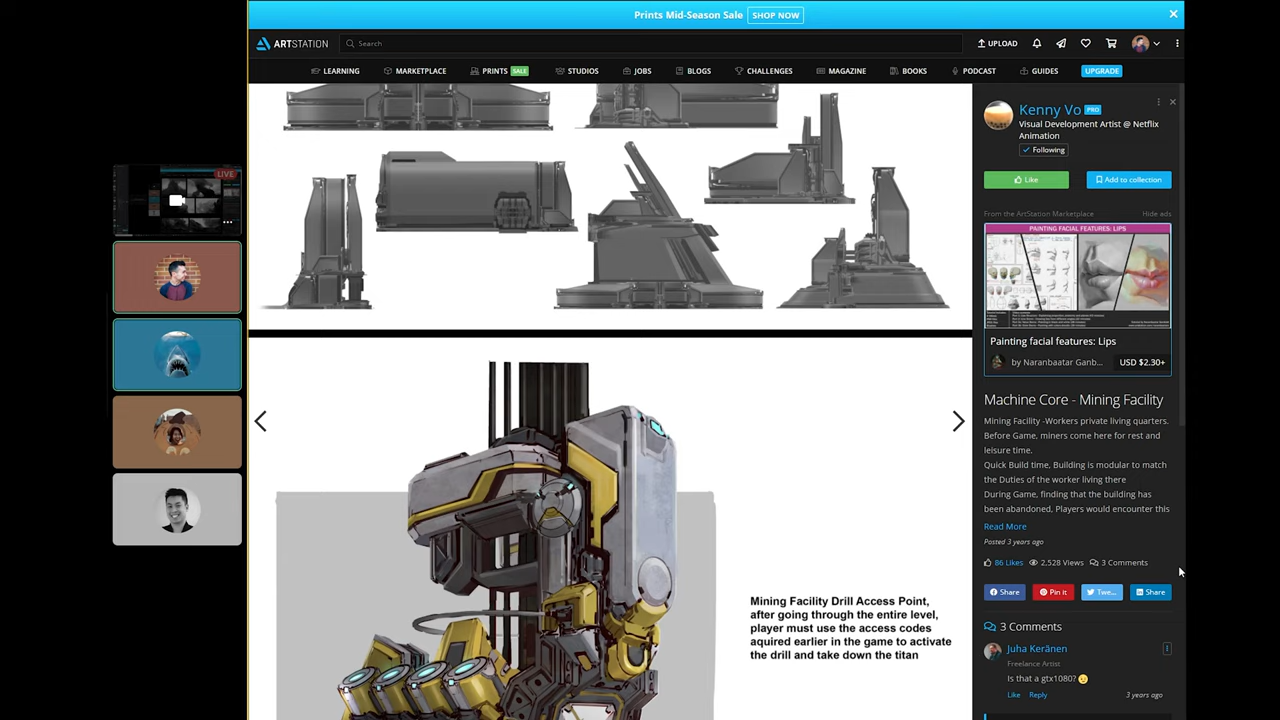 Prints Mid-Season Sale SHOP NOW
ARTSTATION Search UPLOAD
LEARNING MARKETPLACE PRINTS SALE STUDIOS JOBS BLOGS CHALLENGES MAGAZINE BOOKS PODCAST GUIDES UPGRADE
LIVE
Kenny Vo PRO
Visual Development Artist @ Netflix
Animation
Following
Like Add to collection
From the ArtStation Marketplace Hide ads
PAINTING FACIAL FEATURES: LIPS
Painting facial features: Lips
by Naranbaatar Ganb... USD $2.30+
Machine Core - Mining Facility
Mining Facility -Workers private living quarters.
Before Game, miners come here for rest and
leisure time.
Quick Build time, Building is modular to match
the Duties of the worker living there
During Game, finding that the building has
been abandoned, Players would encounter this
Read More
Posted 3 years ago
86 Likes 2,528 Views 3 Comments
Share Pin it Twe... Share
Mining Facility Drill Access Point,
after going through the entire level,
player must use the access codes
aquired earlier in the game to activate
the drill and take down the titan
3 Comments
Juha Keränen
Freelance Artist
Is that a gtx1080? 😉
Like Reply 3 years ago